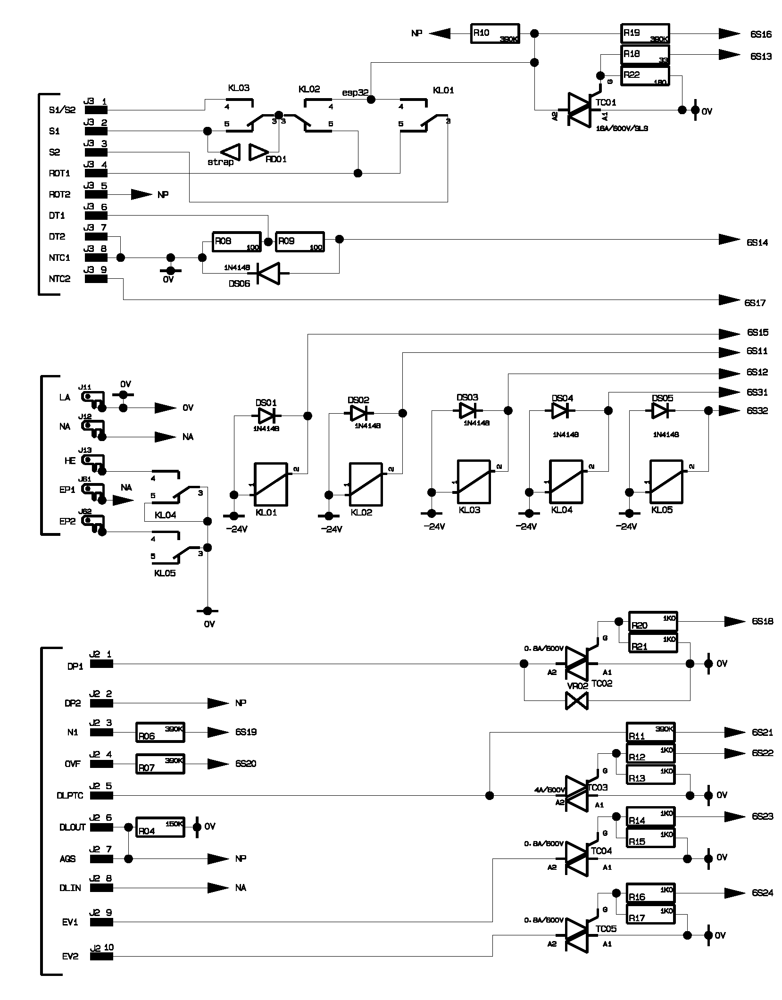 NP
R10
390K
R19
390K
6S16
R18
33
6S13
R22
180
G
KL03
KL02
esp32
KL01
TC01
A2
A1
0V
16A/600V/SLS
J3 1
S1/S2
4
4
4
3
3
3
J3 2
S1
5
5
5
J3 3
S2
strap
RD01
J3 4
ROT1
J3 5
ROT2
NP
J3 6
DT1
J3 7
DT2
R08
100
R09
100
6S14
J3 8
NTC1
0V
1N4148
DS06
J3 9
NTC2
6S17
6S15
6S11
6S12
6S31
6S32
J11
LA
0V
0V
J12
NA
NA
J13
HE
4
J61
EP1
NA
5
3
KL04
J62
EP2
4
5
3
KL05
0V
DS01
1N4148
1
2
KL01
-24V
DS02
1N4148
1
2
KL02
-24V
DS03
1N4148
1
2
KL03
-24V
DS04
1N4148
1
2
KL04
-24V
DS05
1N4148
1
2
KL05
-24V
R20
1K0
6S18
R21
1K0
G
0.8A/600V
J2 1
DP1
A2
A1
TC02
0V
VR02
J2 2
DP2
NP
J2 3
N1
R06
390K
6S19
R11
390K
6S21
R12
1K0
6S22
J2 4
OVF
R07
390K
6S20
R13
1K0
G
J2 5
DLPTC
4A/600V
TC03
A2
A1
0V
J2 6
DLOUT
R04
150K
0V
R14
1K0
6S23
R15
1K0
G
0.8A/600V
TC04
J2 7
AQS
NP
A2
A1
0V
J2 8
DLIN
NA
R16
1K0
6S24
R17
1K0
G
J2 9
EV1
0.8A/600V
TC05
A2
A1
0V
J2 10
EV2